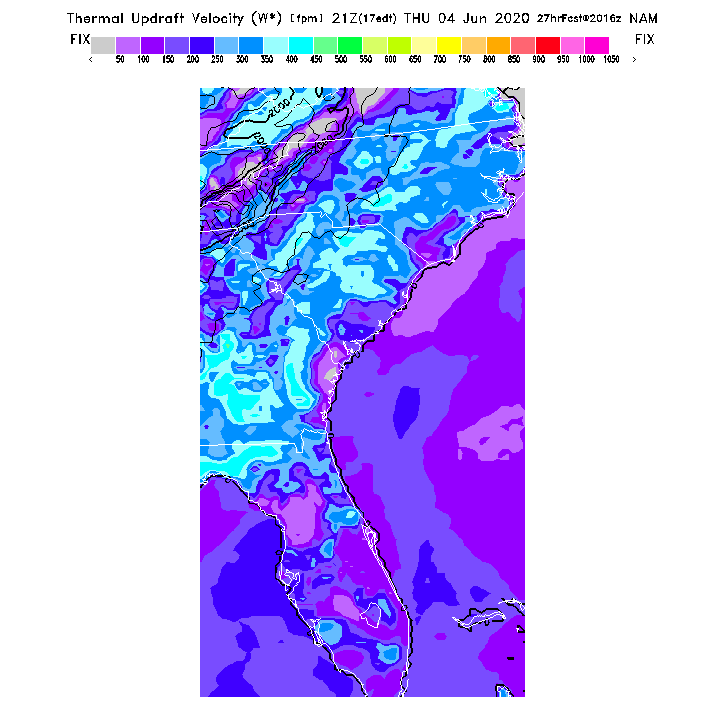 Thermal Updraft Velocity (W*) [fpm] 21Z(17edt) THU 04 Jun 2020 27hrFcst@2016z NAM
FIX FIX
< 50 100 150 200 250 300 350 400 450 500 550 600 650 700 750 800 850 900 950 1000 1050 >
2000